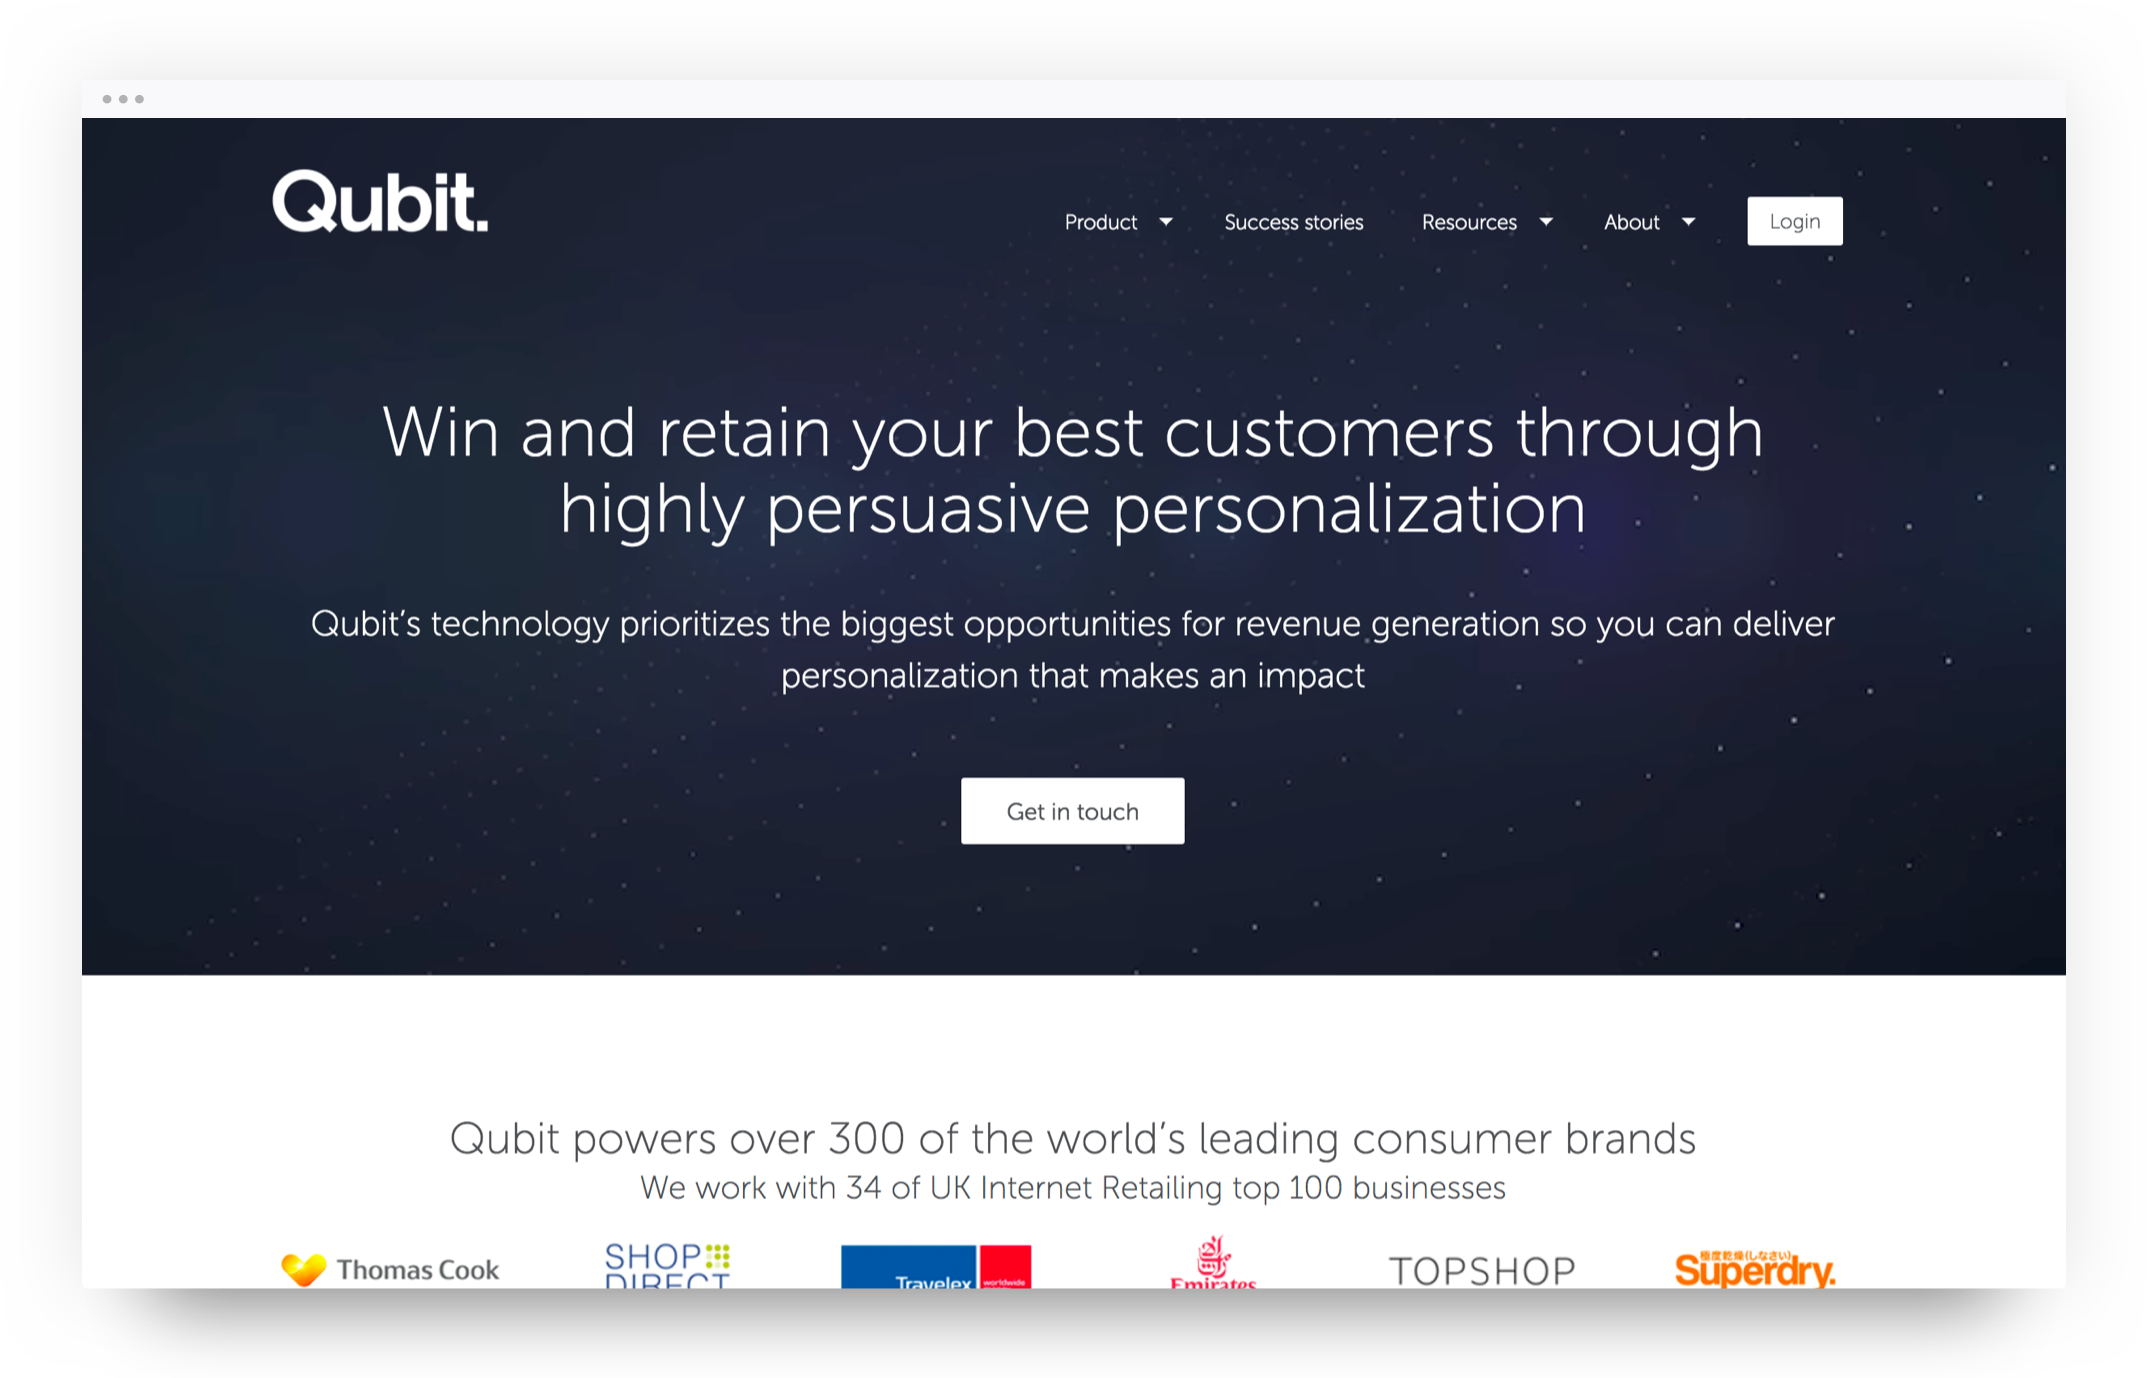 Qubit.
Product
Success stories
Resources
About
Login
Win and retain your best customers through
highly persuasive personalization
Qubit’s technology prioritizes the biggest opportunities for revenue generation so you can deliver
personalization that makes an impact
Get in touch
Qubit powers over 300 of the world’s leading consumer brands
We work with 34 of UK Internet Retailing top 100 businesses
Thomas Cook
SHOP
DIRECT
Travelex
worldwide
Emirates
TOPSHOP
極度乾燥(しなさい)
Superdry.